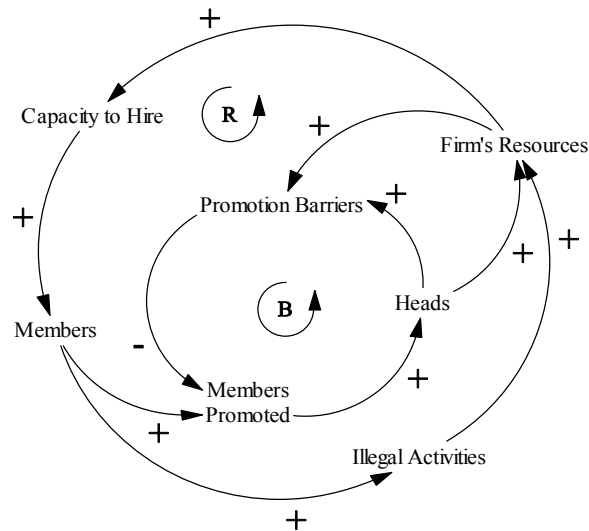 +
Capacity to Hire
R
+
Firm's Resources
+
Promotion Barriers
+
+
+
+
Heads
B
Members
-
Members
Promoted
+
+
Illegal Activities
+